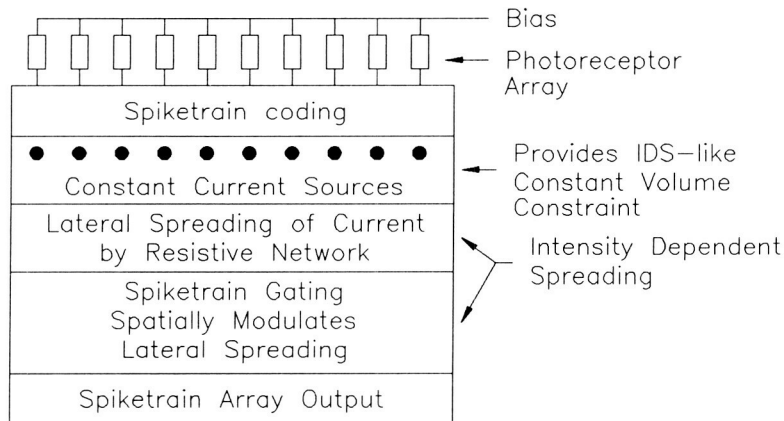 Bias
Photoreceptor
Array
Spiketrain coding
Provides IDS-like
Constant Volume
Constraint
Constant Current Sources
Lateral Spreading of Current
by Resistive Network
Intensity Dependent
Spreading
Spiketrain Gating
Spatially Modulates
Lateral Spreading
Spiketrain Array Output